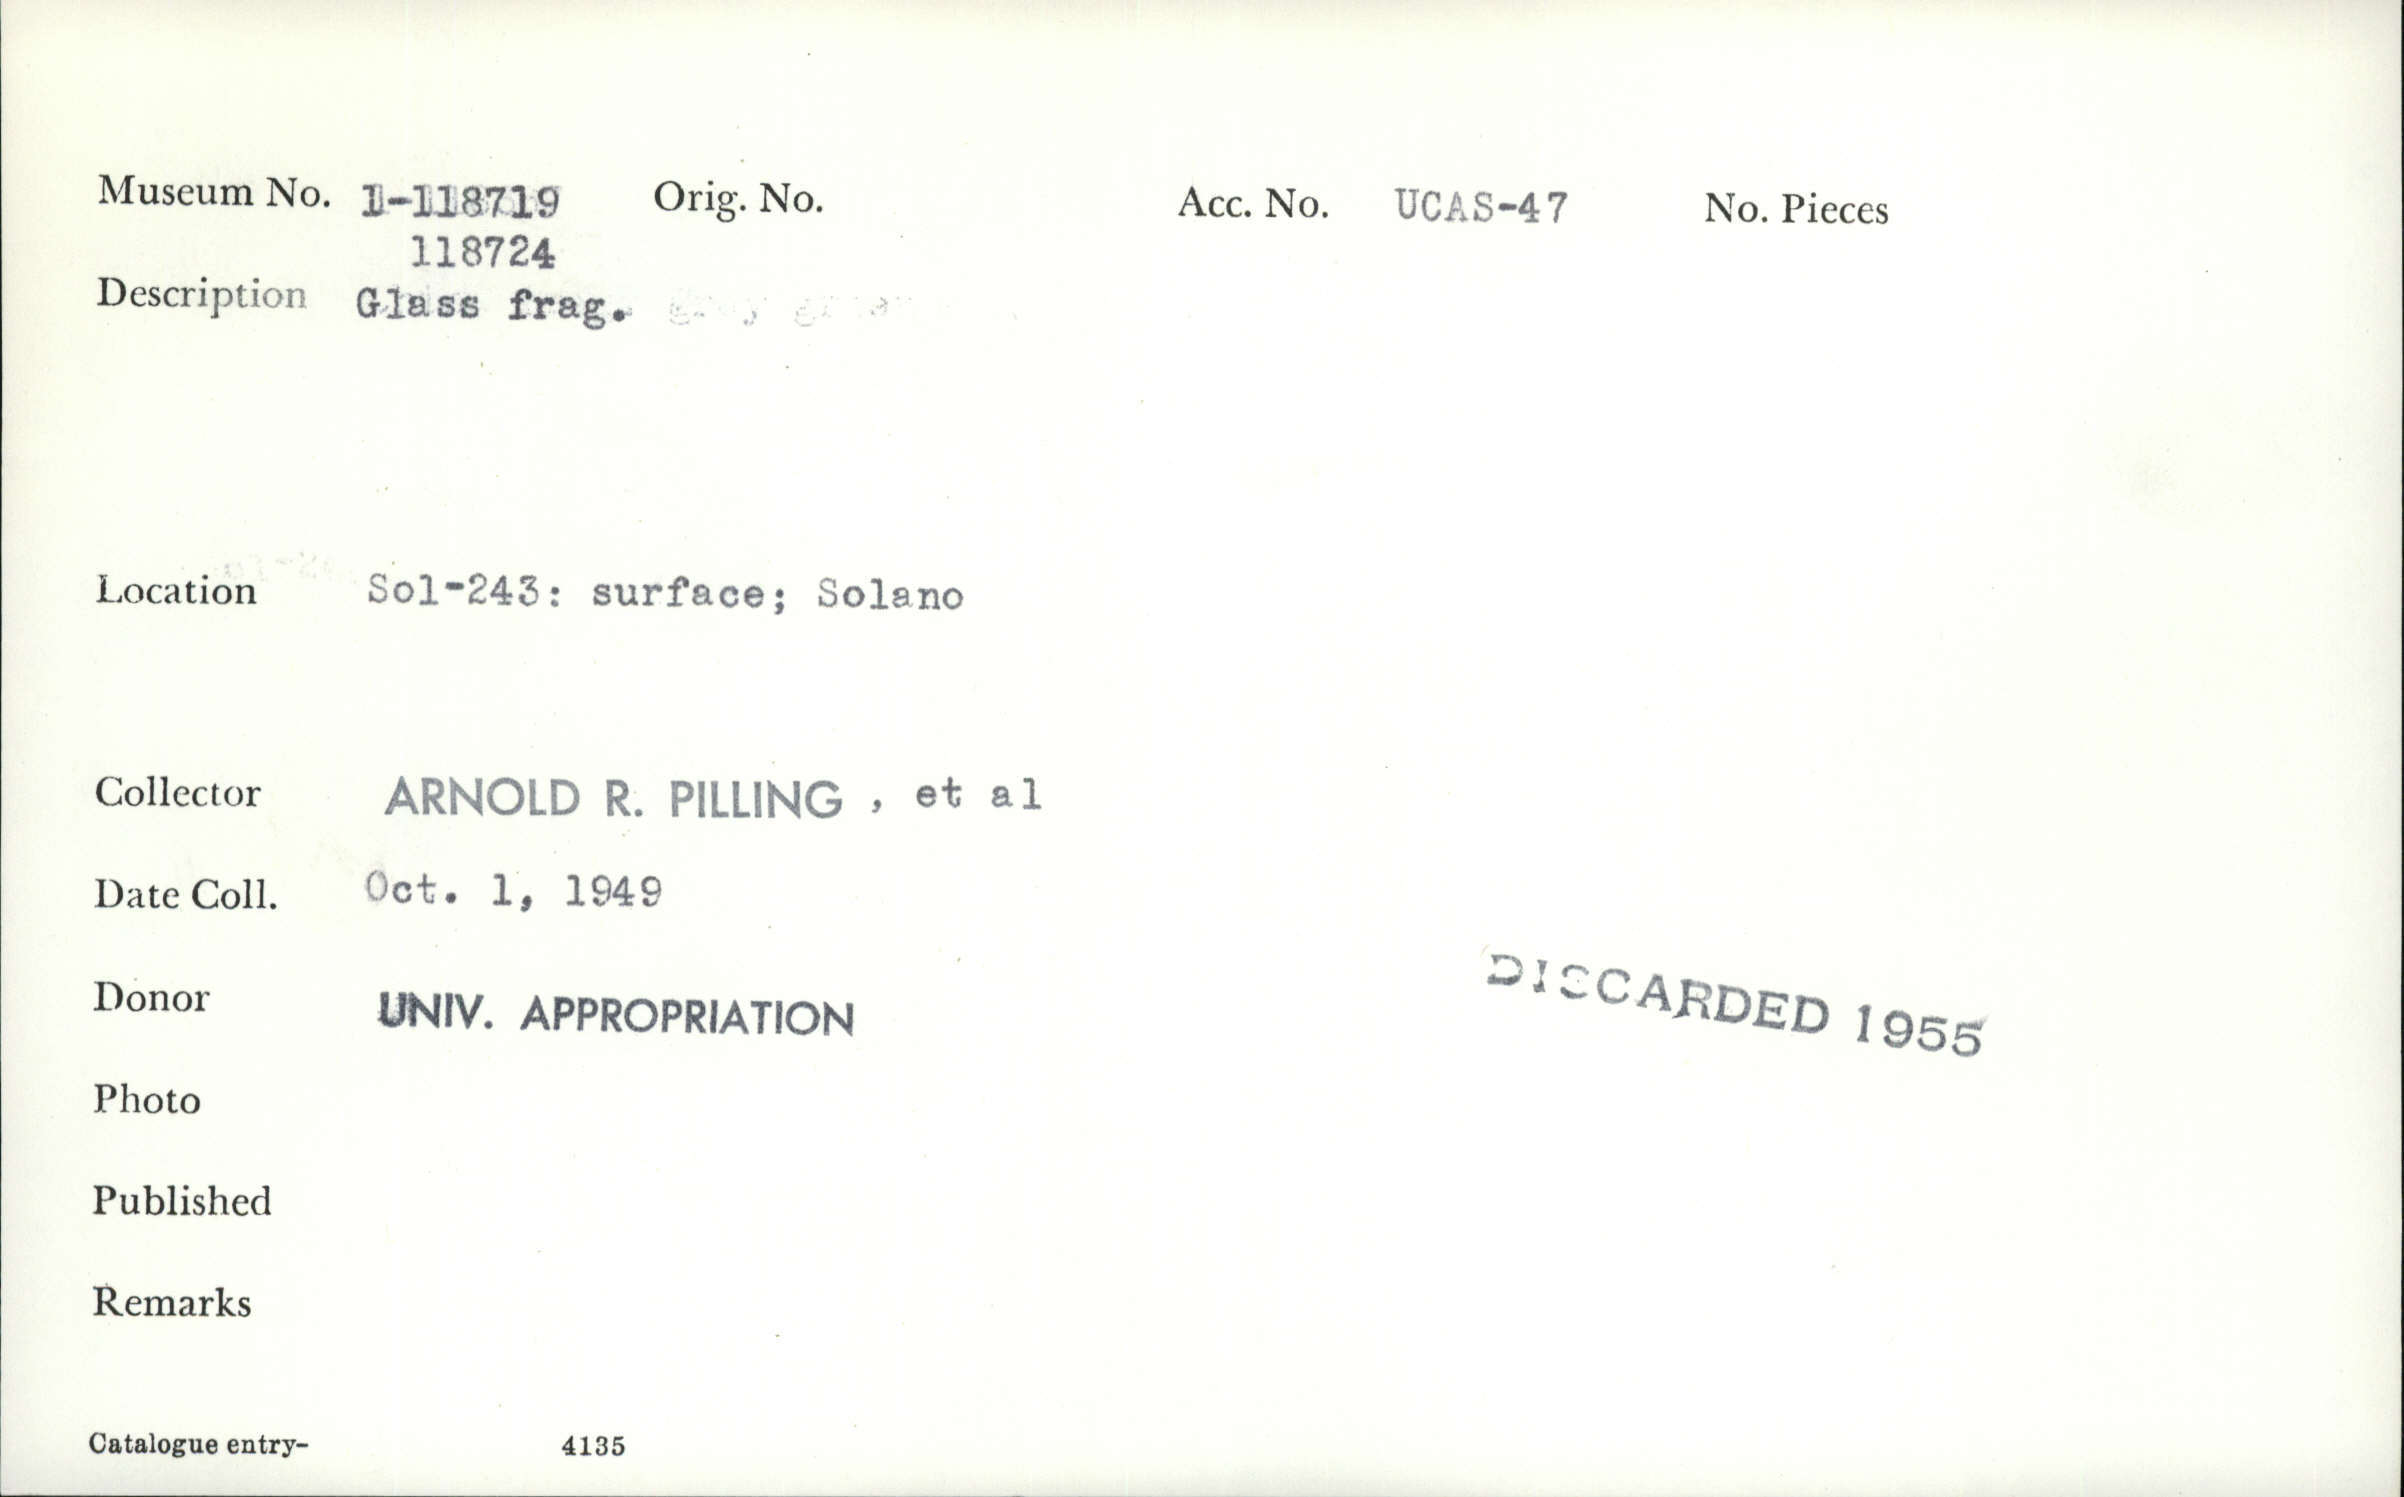 Museum No. 1-118719 Orig. No. Acc. No. UCAS-47 No. Pieces
118724
Description Glass frag.
Location Sol-243: surface; Solano
Collector ARNOLD R. PILLING , et al
Date Coll. Oct. 1, 1949
Donor UNIV. APPROPRIATION
DISCARDED 1955
Photo
Published
Remarks
Catalogue entry- 4135